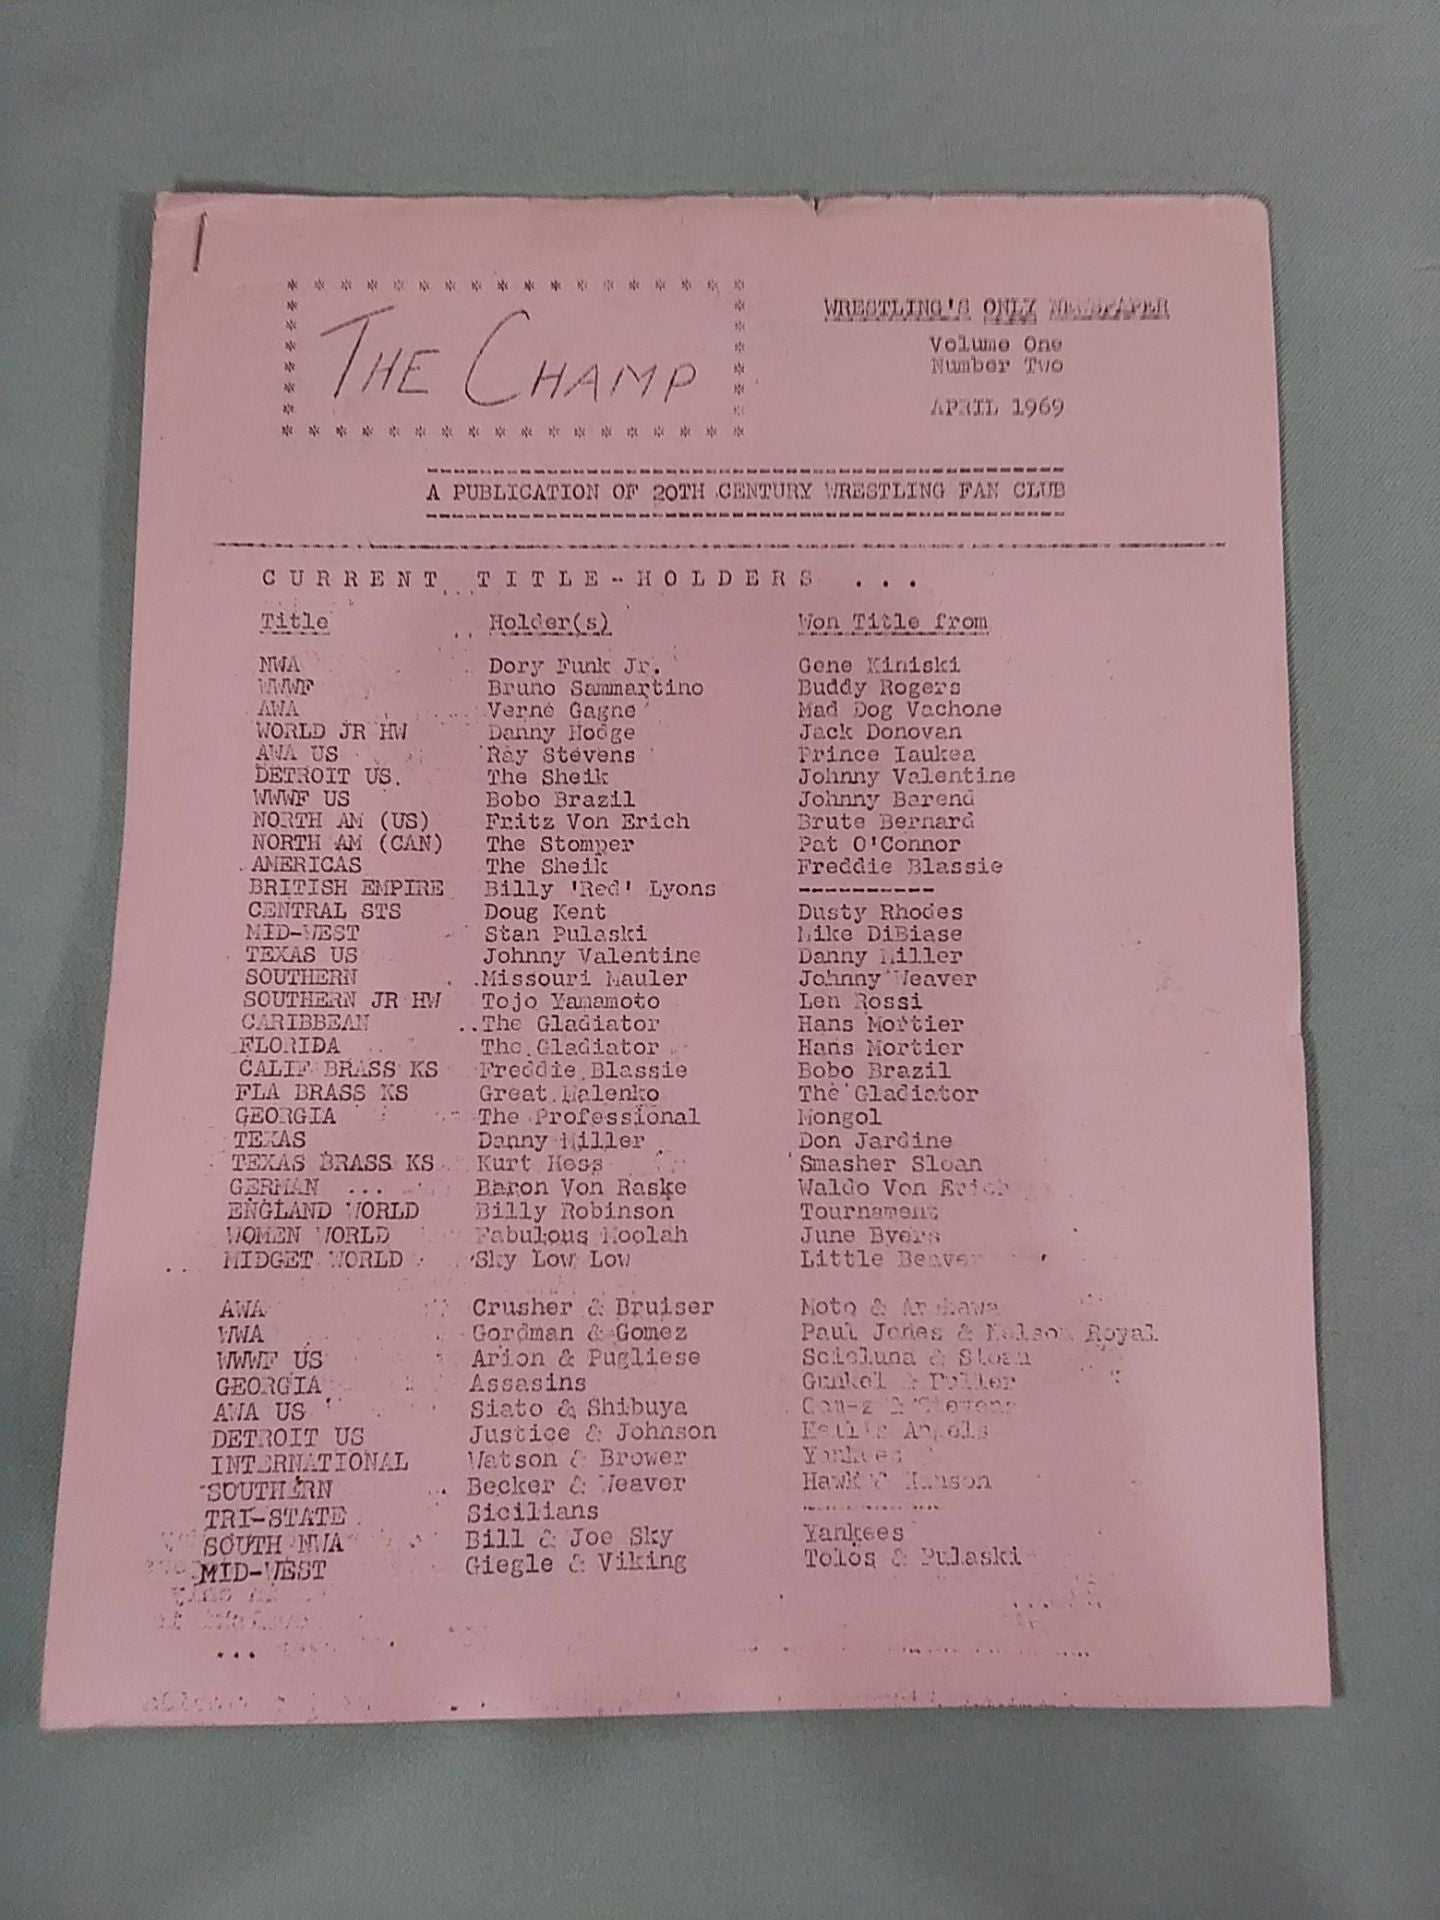 THE CHAMP
WRESTLING'S ONLY NEWSPAPER
Volume One
Number Two
APRIL 1969
A PUBLICATION OF 20TH CENTURY WRESTLING FAN CLUB
CURRENT TITLE-HOLDERS ...
Title Holder(s) Won Title from
NWA Dory Funk Jr. Gene Kiniski
WWWF Bruno Sammartino Buddy Rogers
AWA Verne Gagne Mad Dog Vachone
WORLD JR HW Danny Hodge Jack Donovan
AWA US Ray Stevens Prince Iaukea
DETROIT US. The Sheik Johnny Valentine
WWWF US Bobo Brazil Johnny Barend
NORTH AM (US) Fritz Von Erich Brute Bernard
NORTH AM (CAN) The Stomper Pat O'Connor
AMERICAS The Sheik Freddie Blassie
BRITISH EMPIRE Billy 'Red' Lyons ----------
CENTRAL STS Doug Kent Dusty Rhodes
MID-WEST Stan Pulaski Mike DiBiase
TEXAS US Johnny Valentine Danny Miller
SOUTHERN Missouri Mauler Johnny Weaver
SOUTHERN JR HW Tojo Yamamoto Len Rossi
CARIBBEAN The Gladiator Hans Mortier
FLORIDA The Gladiator Hans Mortier
CALIF BRASS KS Freddie Blassie Bobo Brazil
FLA BRASS KS Great Malenko The Gladiator
GEORGIA The Professional Mongol
TEXAS Danny Miller Don Jardine
TEXAS BRASS KS Kurt Hess Smasher Sloan
GERMAN ... Baron Von Raske Waldo Von Erich
ENGLAND WORLD Billy Robinson Tournament
WOMEN WORLD Fabulous Moolah June Byers
MIDGET WORLD Sky Low Low Little Beaver
AWA Crusher & Bruiser Moto &
WWA Gordman & Gomez Paul Jones & Nelson Royal
WWWF US Arion & Pugliese Scicluna & Sloan
GEORGIA Assasins Gunkel & Fuller
AWA US Siato & Shibuya & Stevens
DETROIT US Justice & Johnson Hell's Angels
INTERNATIONAL Watson & Brower Yankees
SOUTHERN Becker & Weaver Hawk & Hanson
TRI-STATE Sicilians ----------
SOUTH NWA Bill & Joe Sky Yankees
MID-WEST Giegle & Viking Tolos & Pulaski
...